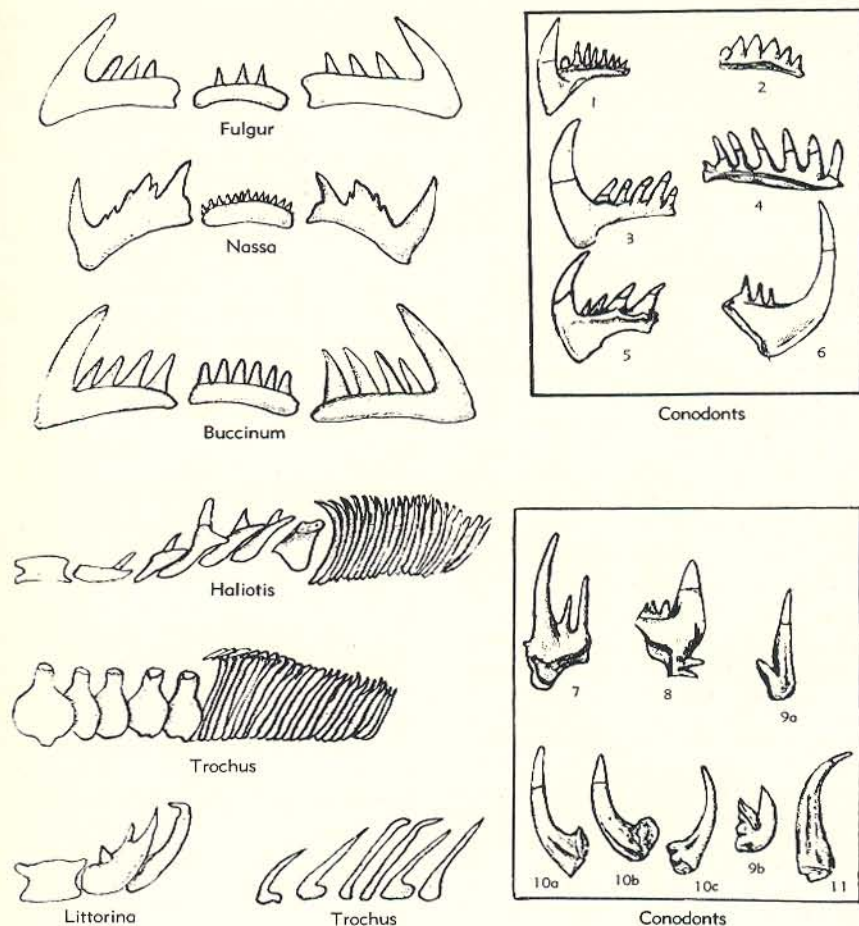 Fulgur
Nassa
Buccinum
1
2
3
4
5
6
Conodonts
Haliotis
Trochus
Littorina
Trochus
7
8
9a
10a
10b
10c
9b
11
Conodonts